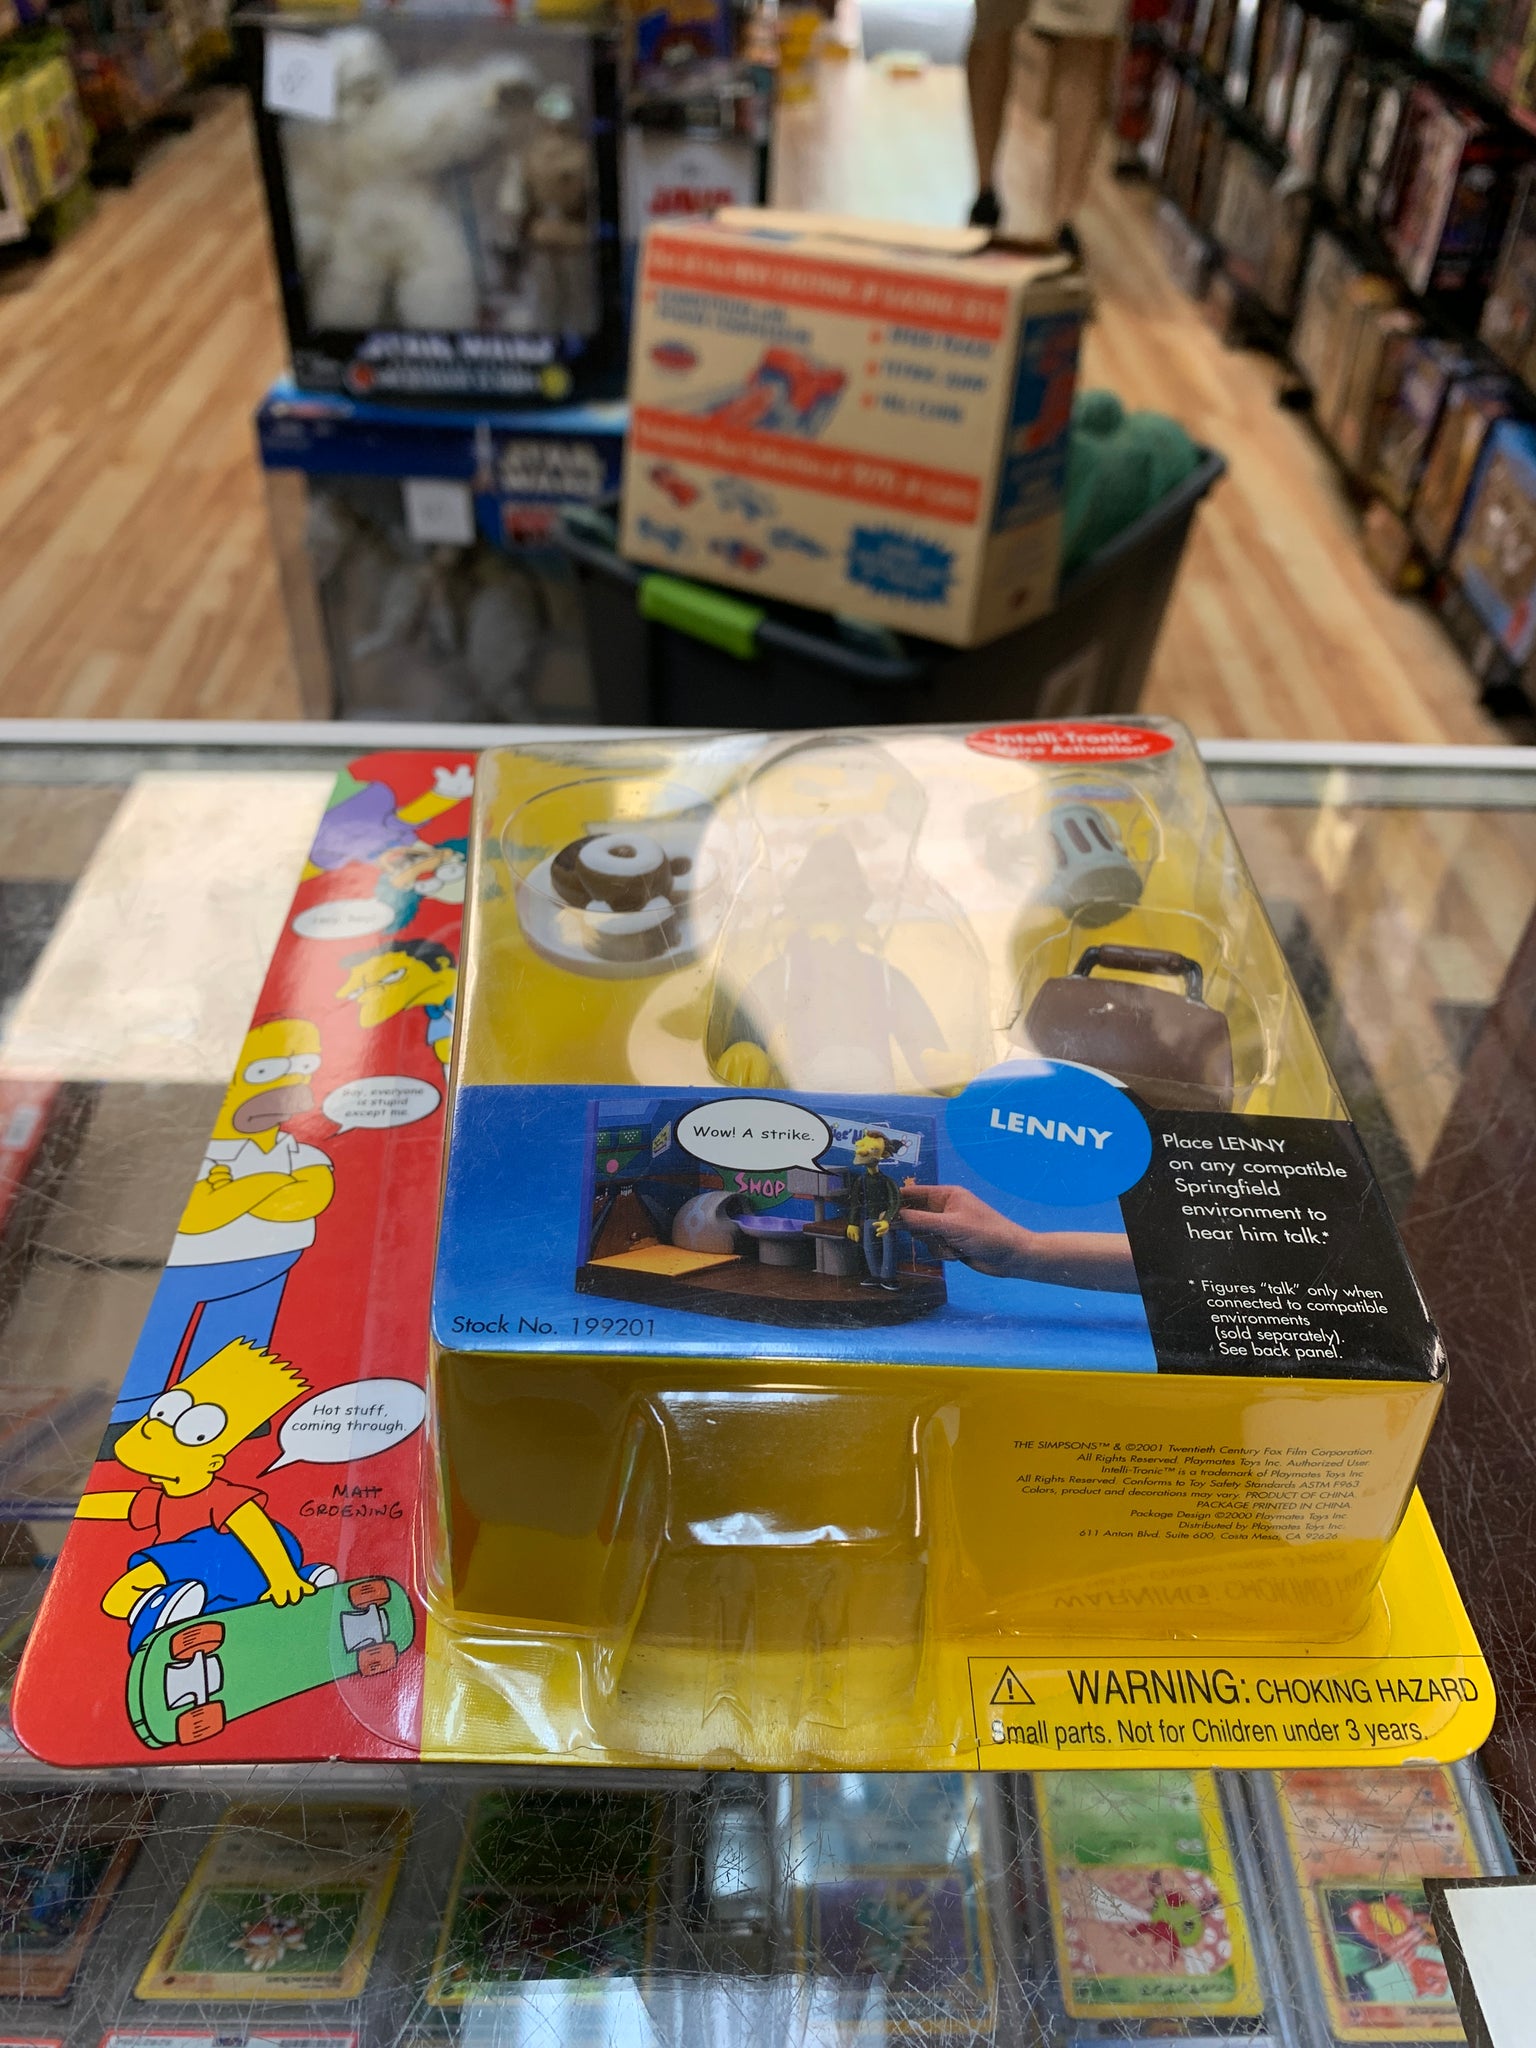 STAR WARS
STAR WARS
Intelli-Tronic
Voice Activation
Boy, everyone
is stupid
except me.
Wow! A strike.
SHOP
LENNY
Place LENNY
on any compatible
Springfield
environment to
hear him talk.*
* Figures "talk" only when
connected to compatible
environments
(sold separately).
See back panel.
Stock No. 199201
Hot stuff,
coming through.
MATT
GROENING
THE SIMPSONS™ & ©2001 Twentieth Century Fox Film Corporation.
All Rights Reserved. Playmates Toys Inc. Authorized User.
Intelli-Tronic™ is a trademark of Playmates Toys Inc.
All Rights Reserved. Conforms to Toy Safety Standards ASTM F963.
Colors, product and decorations may vary. PRODUCT OF CHINA.
PACKAGE PRINTED IN CHINA.
Package Design ©2000 Playmates Toys Inc.
Distributed by Playmates Toys Inc.
611 Anton Blvd. Suite 600, Costa Mesa, CA 92626
WARNING: CHOKING HAZARD
Small parts. Not for Children under 3 years.